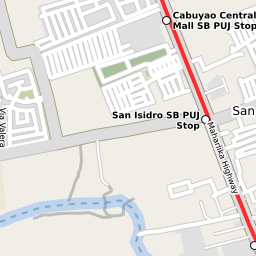 Cabuyao Central
Mall SB PUJ Stop
San Isidro SB PUJ
Stop
San
Maharlika Highway
Via Valera